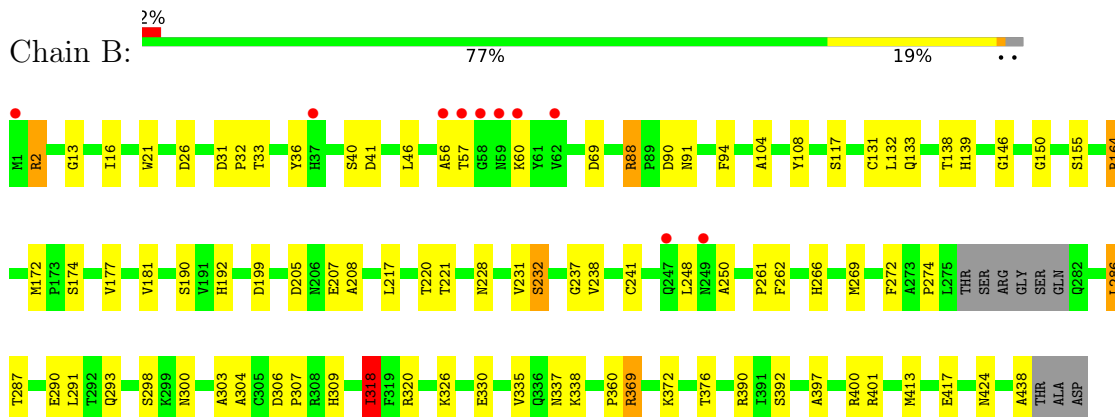 2%
Chain B:
77% 19% • •
M1 R2 G13 I16 W21 D26 D31 P32 T33 Y36 H37 S40 D41 L46 A56 T57 G58 N59 K60 Y61 V62 D69 R88 P89 D90 N91 F94 A104 Y108 S117 C131 L132 Q133 T138 H139 G146 G150 S155
M172 P173 S174 V177 V181 S190 V191 H192 D199 D205 N206 E207 A208 L217 T220 T221 N228 V231 S232 G237 V238 C241 Q247 L248 N249 A250 P261 F262 H266 M269 F272 A273 P274 L275 THR SER ARG GLY SER GLN Q282 L286
T287 E290 L291 T292 Q293 S298 K299 N300 A303 A304 C305 D306 P307 R308 H309 I318 F319 R320 K326 E330 V335 Q336 N337 K338 P360 R369 K372 T376 R390 I391 S392 A397 R400 R401 M413 E417 N424 A438 THR ALA ASP